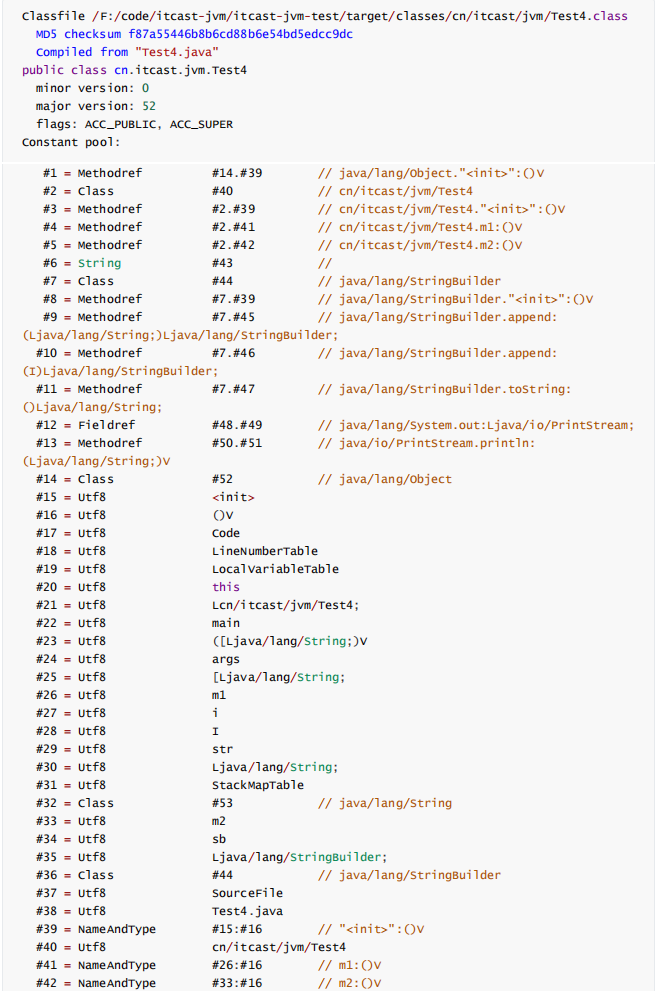 Classfile /F:/code/itcast-jvm/itcast-jvm-test/target/classes/cn/itcast/jvm/Test4.class
  MD5 checksum f87a55446b8b6cd88b6e54bd5edcc9dc
  Compiled from "Test4.java"
public class cn.itcast.jvm.Test4
  minor version: 0
  major version: 52
  flags: ACC_PUBLIC, ACC_SUPER
Constant pool:
   #1 = Methodref          #14.#39        // java/lang/Object."<init>":()V
   #2 = Class              #40            // cn/itcast/jvm/Test4
   #3 = Methodref          #2.#39         // cn/itcast/jvm/Test4."<init>":()V
   #4 = Methodref          #2.#41         // cn/itcast/jvm/Test4.m1:()V
   #5 = Methodref          #2.#42         // cn/itcast/jvm/Test4.m2:()V
   #6 = String             #43            //
   #7 = Class              #44            // java/lang/StringBuilder
   #8 = Methodref          #7.#39         // java/lang/StringBuilder."<init>":()V
   #9 = Methodref          #7.#45         // java/lang/StringBuilder.append:
(Ljava/lang/String;)Ljava/lang/StringBuilder;
  #10 = Methodref          #7.#46         // java/lang/StringBuilder.append:
(I)Ljava/lang/StringBuilder;
  #11 = Methodref          #7.#47         // java/lang/StringBuilder.toString:
()Ljava/lang/String;
  #12 = Fieldref           #48.#49        // java/lang/System.out:Ljava/io/PrintStream;
  #13 = Methodref          #50.#51        // java/io/PrintStream.println:
(Ljava/lang/String;)V
  #14 = Class              #52            // java/lang/Object
  #15 = Utf8               <init>
  #16 = Utf8               ()V
  #17 = Utf8               Code
  #18 = Utf8               LineNumberTable
  #19 = Utf8               LocalVariableTable
  #20 = Utf8               this
  #21 = Utf8               Lcn/itcast/jvm/Test4;
  #22 = Utf8               main
  #23 = Utf8               ([Ljava/lang/String;)V
  #24 = Utf8               args
  #25 = Utf8               [Ljava/lang/String;
  #26 = Utf8               m1
  #27 = Utf8               i
  #28 = Utf8               I
  #29 = Utf8               str
  #30 = Utf8               Ljava/lang/String;
  #31 = Utf8               StackMapTable
  #32 = Class              #53            // java/lang/String
  #33 = Utf8               m2
  #34 = Utf8               sb
  #35 = Utf8               Ljava/lang/StringBuilder;
  #36 = Class              #44            // java/lang/StringBuilder
  #37 = Utf8               SourceFile
  #38 = Utf8               Test4.java
  #39 = NameAndType        #15:#16        // "<init>":()V
  #40 = Utf8               cn/itcast/jvm/Test4
  #41 = NameAndType        #26:#16        // m1:()V
  #42 = NameAndType        #33:#16        // m2:()V